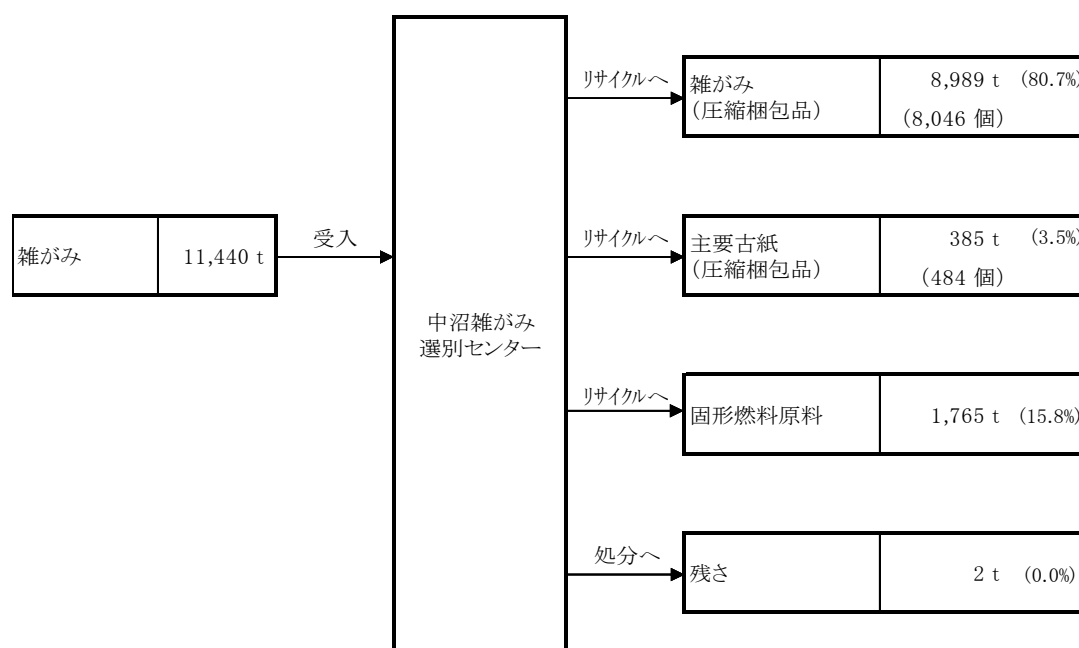 雑がみ
11,440 t
受入
中沼雑がみ
選別センター
リサイクルへ
雑がみ
(圧縮梱包品)
8,989 t (80.7%)
(8,046 個)
リサイクルへ
主要古紙
(圧縮梱包品)
385 t (3.5%)
(484 個)
リサイクルへ
固形燃料原料
1,765 t (15.8%)
処分へ
残さ
2 t (0.0%)